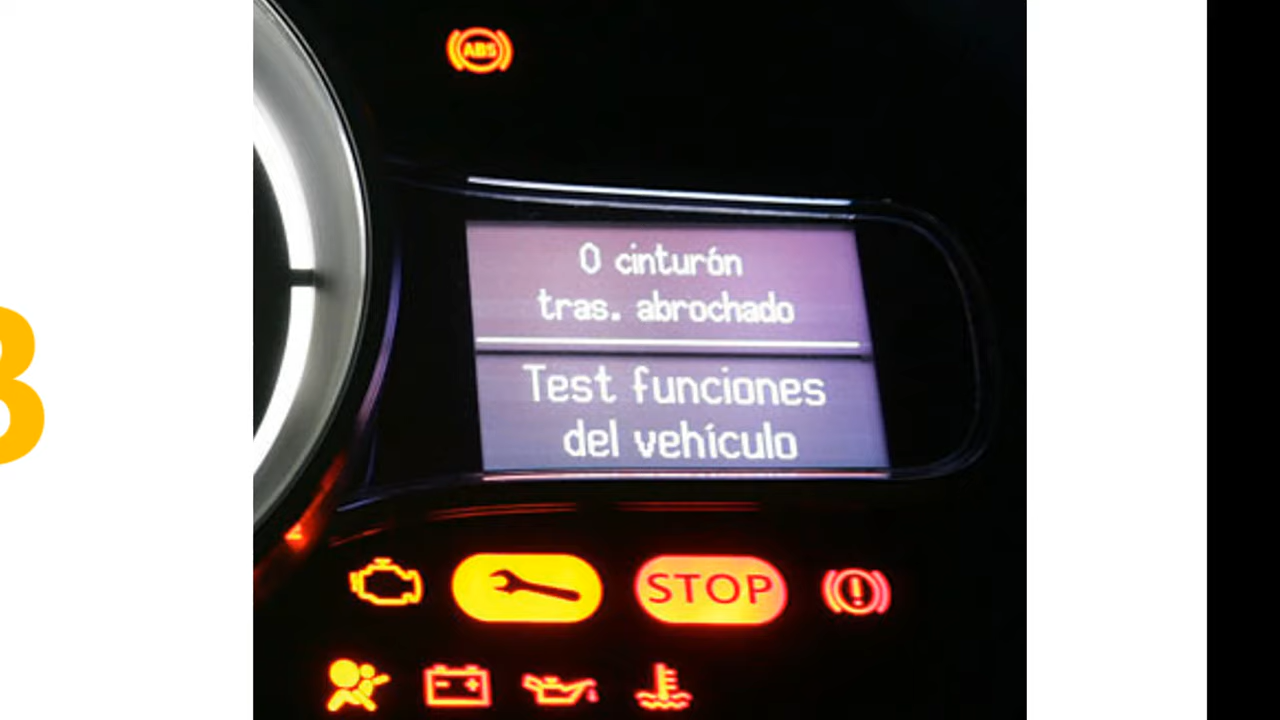 ABS
0 cinturón
tras. abrochado
Test funciones
del vehículo
STOP